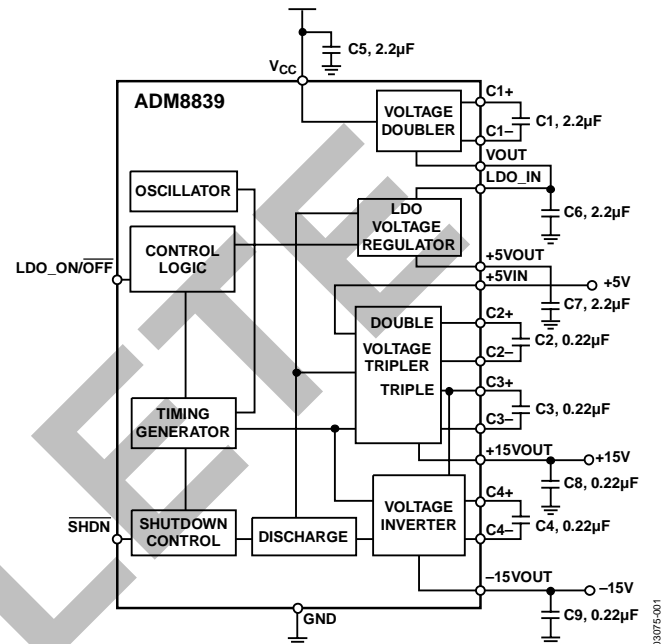 C5, 2.2µF
VCC
ADM8839
VOLTAGE
DOUBLER
C1+
C1–
C1, 2.2µF
VOUT
LDO_IN
C6, 2.2µF
OSCILLATOR
LDO
VOLTAGE
REGULATOR
CONTROL
LOGIC
LDO_ON/OFF
+5VOUT
+5VIN
+5V
C7, 2.2µF
DOUBLE
VOLTAGE
TRIPLER
TRIPLE
C2+
C2–
C2, 0.22µF
C3+
C3–
C3, 0.22µF
TIMING
GENERATOR
+15VOUT
+15V
C8, 0.22µF
VOLTAGE
INVERTER
C4+
C4–
C4, 0.22µF
SHDN
SHUTDOWN
CONTROL
DISCHARGE
–15VOUT
–15V
C9, 0.22µF
GND
03075-001
LETE